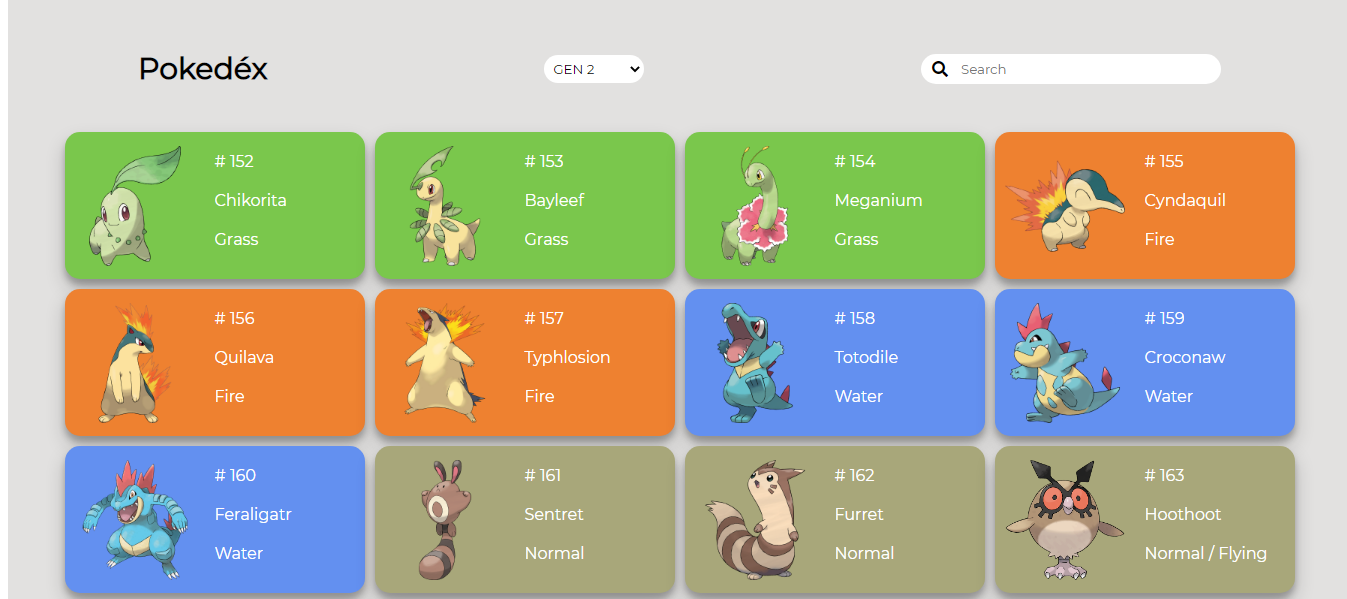 Pokedéx
GEN 2
Search
# 152
Chikorita
Grass
# 153
Bayleef
Grass
# 154
Meganium
Grass
# 155
Cyndaquil
Fire
# 156
Quilava
Fire
# 157
Typhlosion
Fire
# 158
Totodile
Water
# 159
Croconaw
Water
# 160
Feraligatr
Water
# 161
Sentret
Normal
# 162
Furret
Normal
# 163
Hoothoot
Normal / Flying